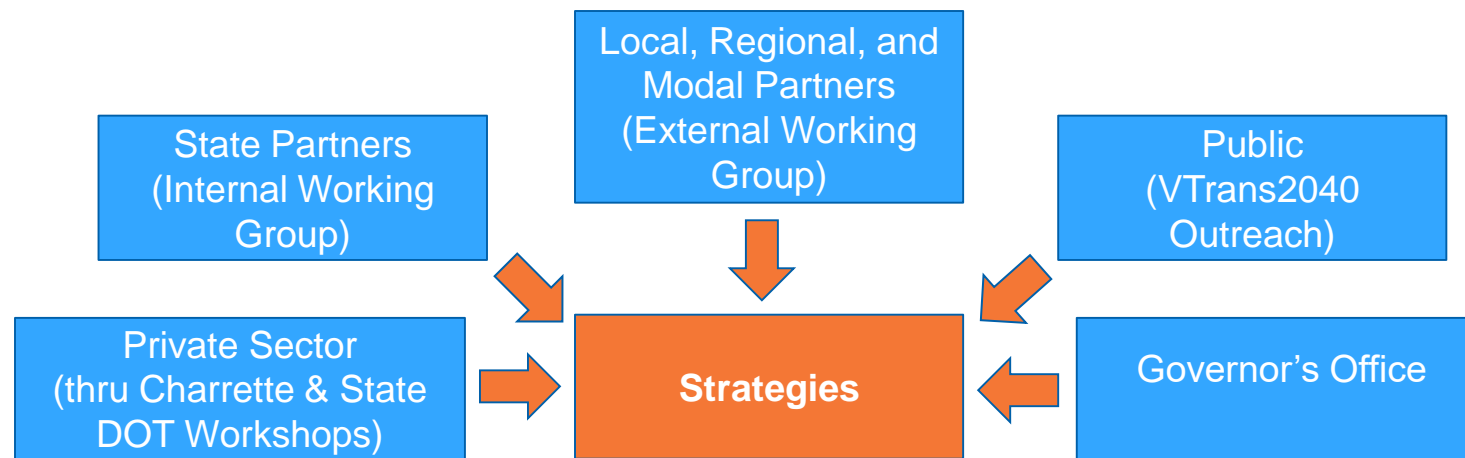 Local, Regional, and
Modal Partners
(External Working
Group)
State Partners
(Internal Working
Group)
Public
(VTrans2040
Outreach)
Private Sector
(thru Charrette & State
DOT Workshops)
Strategies
Governor’s Office